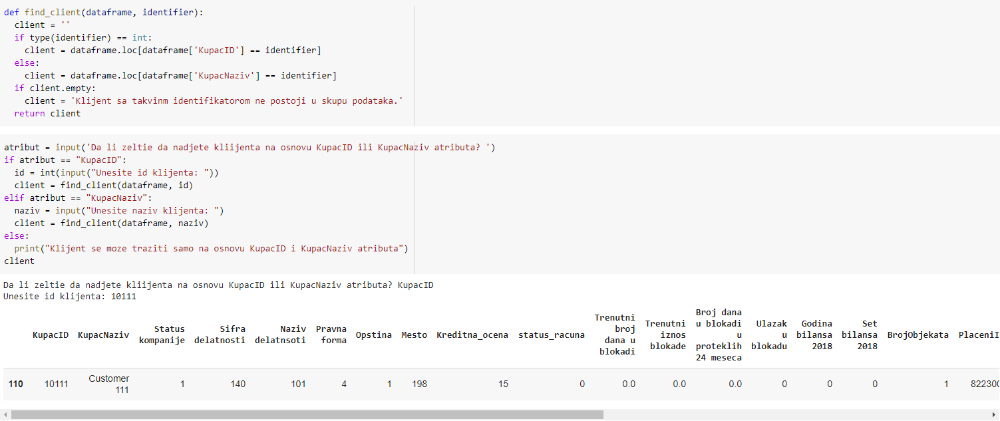 def find_client(dataframe, identifier):
  client = ''
  if type(identifier) == int:
    client = dataframe.loc[dataframe['KupacID'] == identifier]
  else:
    client = dataframe.loc[dataframe['KupacNaziv'] == identifier]
  if client.empty:
    client = 'Klijent sa takvinm identifikatorom ne postoji u skupu podataka.'
  return client
atribut = input('Da li zeltie da nadjete kliijenta na osnovu KupacID ili KupacNaziv atributa? ')
if atribut == "KupacID":
  id = int(input("Unesite id klijenta: "))
  client = find_client(dataframe, id)
elif atribut == "KupacNaziv":
  naziv = input("Unesite naziv klijenta: ")
  client = find_client(dataframe, naziv)
else:
  print("Klijent se moze traziti samo na osnovu KupacID i KupacNaziv atributa")
client
Da li zeltie da nadjete kliijenta na osnovu KupacID ili KupacNaziv atributa? KupacID
Unesite id klijenta: 10111
KupacID
KupacNaziv
Status
kompanije
Sifra
delatnosti
Naziv
delatnsoti
Pravna
forma
Opstina
Mesto
Kreditna_ocena
status_racuna
Trenutni
broj
dana u
blokadi
Trenutni
iznos
blokade
Broj dana
u blokadi
u
proteklih
24 meseca
Ulazak
u
blokadu
Godina
bilansa
2018
Set
bilansa
2018
BrojObjekata
PlaceniI
110 10111 Customer 111 1 140 101 4 1 198 15 0 0.0 0.0 0.0 0 0 0 1 822300